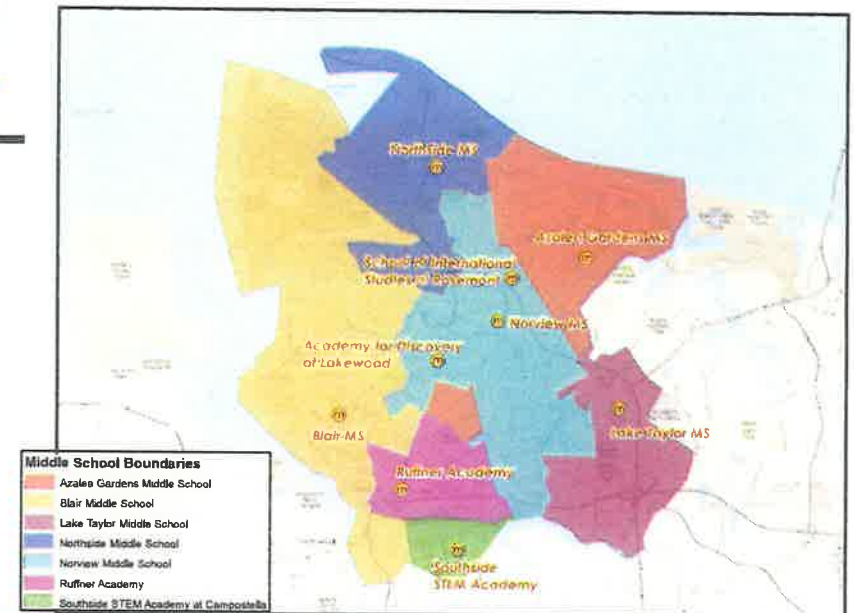 Northside MS
Azalea Gardens MS
School of International
Studies at Rosemont
Norview MS
Academy for Discovery
at Lakewood
Blair MS
Lake Taylor MS
Ruffner Academy
Southside
STEM Academy
Middle School Boundaries
Azalea Gardens Middle School
Blair Middle School
Lake Taylor Middle School
Northside Middle School
Norview Middle School
Ruffner Academy
Southside STEM Academy at Campostella